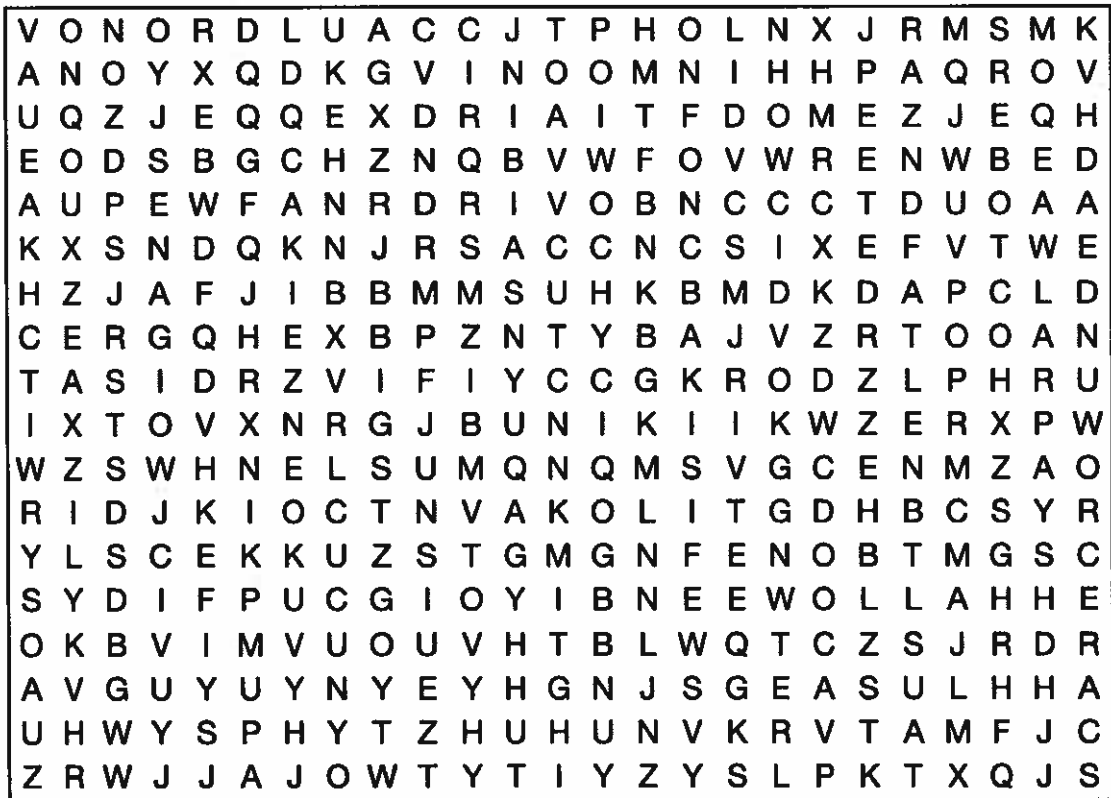 V O N O R D L U A C C J T P H O L N X J R M S M K
A N O Y X Q D K G V I N O O M N I H H P A Q R O V
U Q Z J E Q Q E X D R I A I T F D O M E Z J E Q H
E O D S B G C H Z N Q B V W F O V W R E N W B E D
A U P E W F A N R D R I V O B N C C C T D U O A A
K X S N D Q K N J R S A C C N C S I X E F V T W E
H Z J A F J I B B M M S U H K B M D K D A P C L D
C E R G Q H E X B P Z N T Y B A J V Z R T O O A N
T A S I D R Z V I F I Y C C G K R O D Z L P H R U
I X T O V X N R G J B U N I K I I K W Z E R X P W
W Z S W H N E L S U M Q N Q M S V G C E N M Z A O
R I D J K I O C T N V A K O L I T G D H B C S Y R
Y L S C E K K U Z S T G M G N F E N O B T M G S C
S Y D I F P U C G I O Y I B N E E W O L L A H H E
O K B V I M V U O U V H T B L W Q T C Z S J R D R
A V G U Y U Y N Y E Y H G N J S G E A S U L H H A
U H W Y S P H Y T Z H U H U N V K R V T A M F J C
Z R W J J A J O W T Y T I Y Z Y S L P K T X Q J S